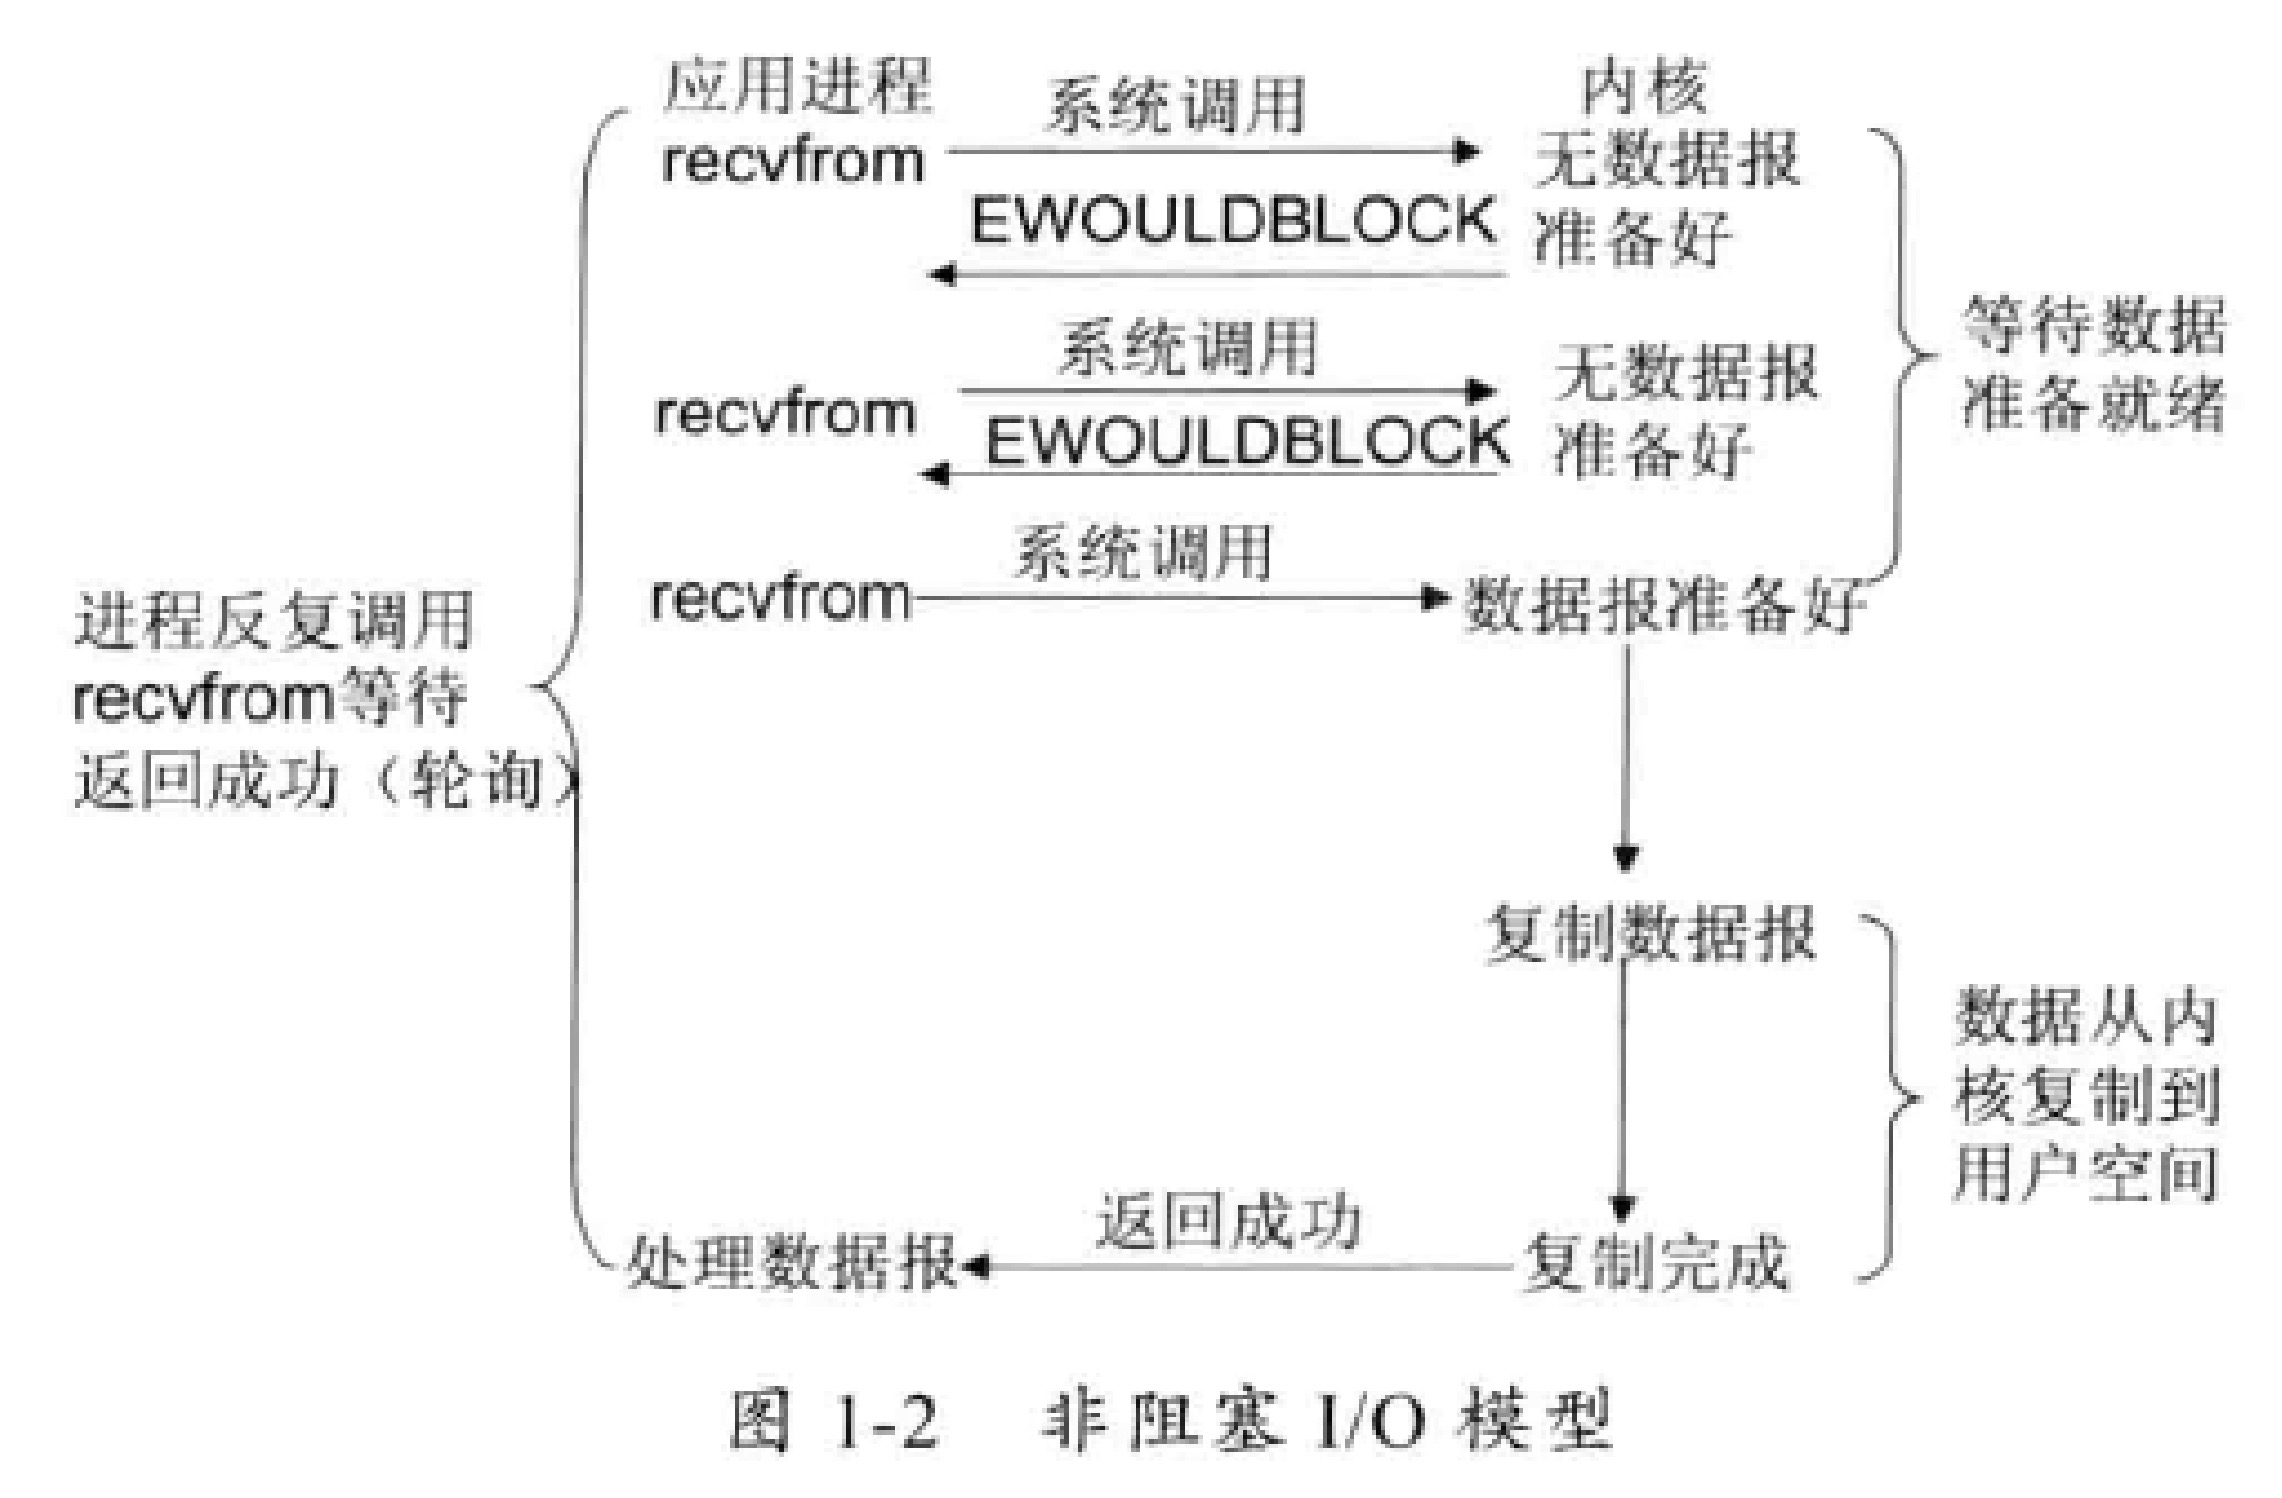 应用进程
系统调用
内核
recvfrom
无数据报
EWOULDBLOCK
准备好
系统调用
无数据报
recvfrom
EWOULDBLOCK
准备好
等待数据
准备就绪
系统调用
recvfrom
数据报准备好
进程反复调用
recvfrom等待
返回成功（轮询）
复制数据报
数据从内
核复制到
用户空间
返回成功
处理数据报
复制完成
图 1-2 非阻塞 I/O 模型